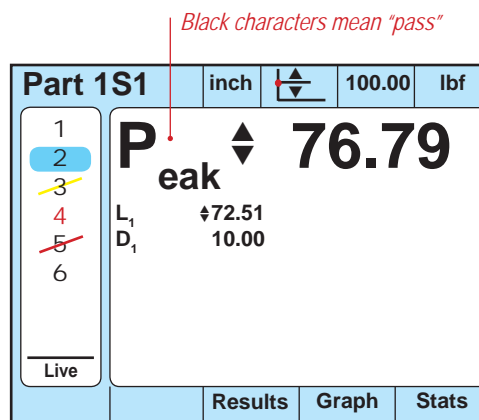 Black characters mean “pass”
Part 1S1 inch 100.00 lbf
1
2
3
4
5
6
Live
Peak 76.79
L1 72.51
D1 10.00
Results Graph Stats